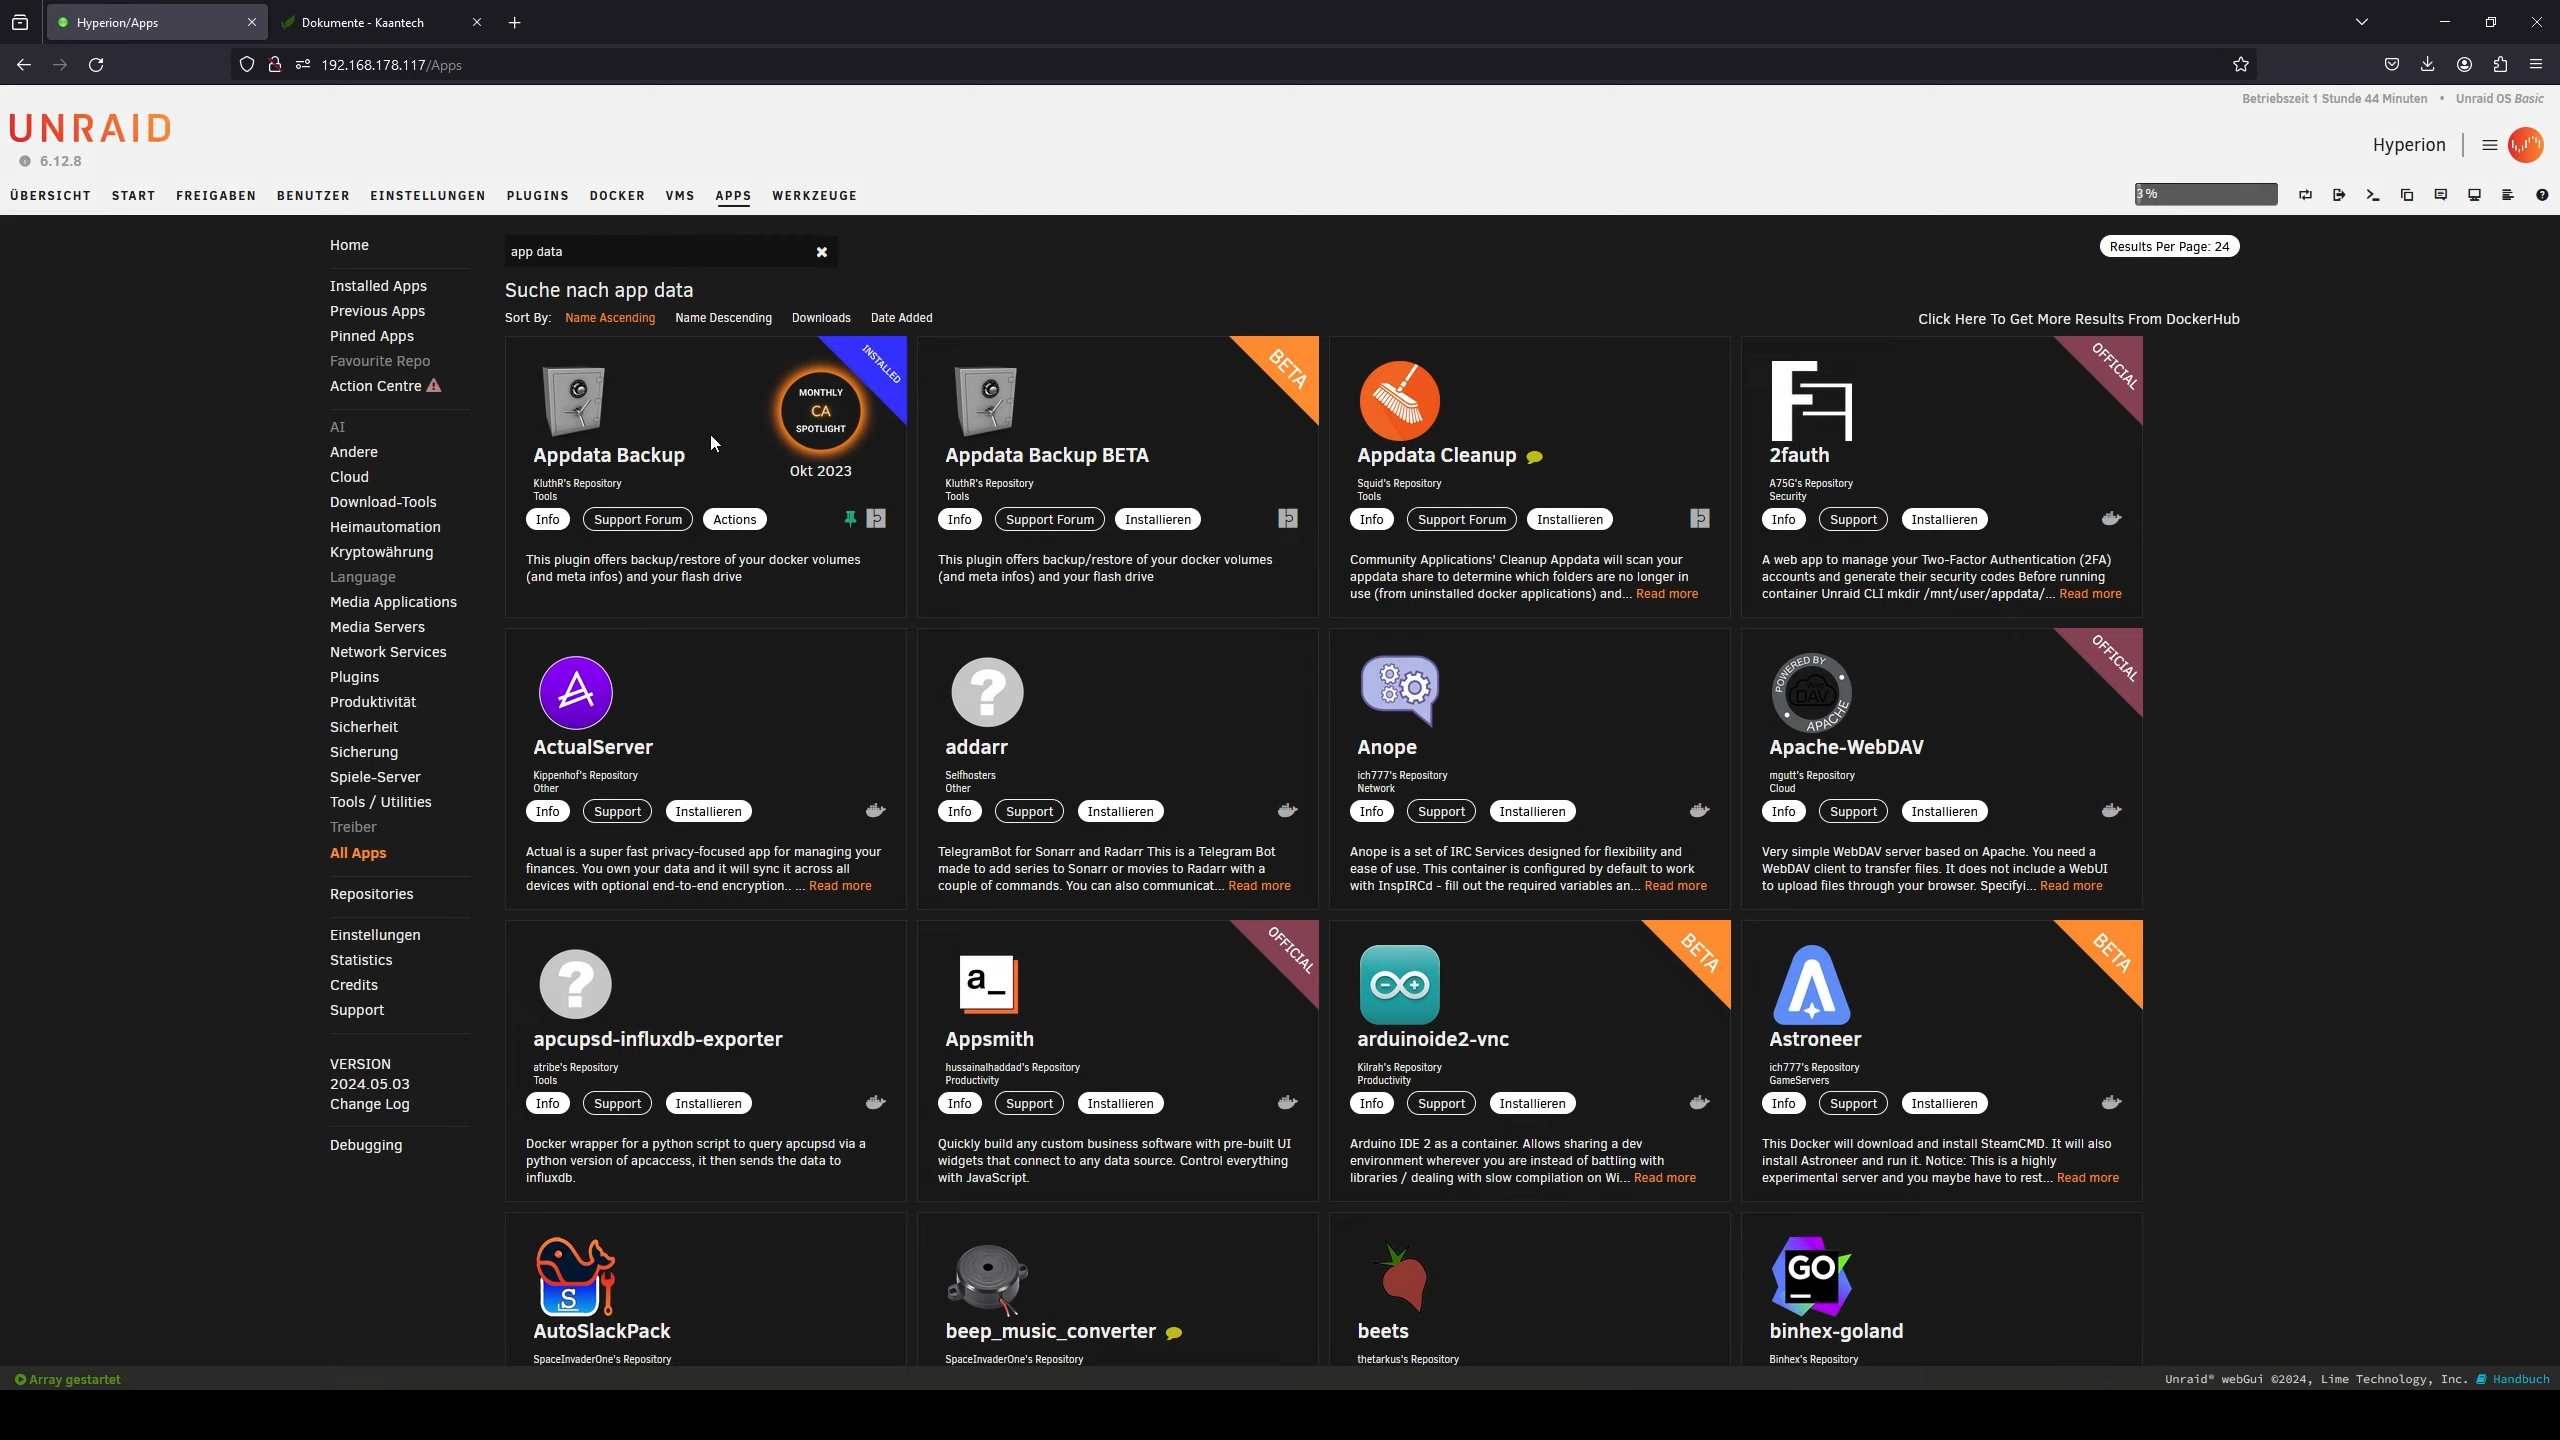 Hyperion/Apps
Dokumente - Kaantech
192.168.178.117/Apps
Betriebszeit 1 Stunde 44 Minuten • Unraid OS Basic
UNRAID
6.12.8
Hyperion
ÜBERSICHT START FREIGABEN BENUTZER EINSTELLUNGEN PLUGINS DOCKER VMS APPS WERKZEUGE
3%
Home
Installed Apps
Previous Apps
Pinned Apps
Favourite Repo
Action Centre
AI
Andere
Cloud
Download-Tools
Heimautomation
Kryptowährung
Language
Media Applications
Media Servers
Network Services
Plugins
Produktivität
Sicherheit
Sicherung
Spiele-Server
Tools / Utilities
Treiber
All Apps
Repositories
Einstellungen
Statistics
Credits
Support
VERSION
2024.05.03
Change Log
Debugging
app data
Results Per Page: 24
Suche nach app data
Sort By: Name Ascending Name Descending Downloads Date Added
Click Here To Get More Results From DockerHub
INSTALLED
MONTHLY
CA
SPOTLIGHT
Okt 2023
Appdata Backup
KluthR's Repository
Tools
Info Support Forum Actions
This plugin offers backup/restore of your docker volumes
(and meta infos) and your flash drive
BETA
Appdata Backup BETA
KluthR's Repository
Tools
Info Support Forum Installieren
This plugin offers backup/restore of your docker volumes
(and meta infos) and your flash drive
Appdata Cleanup
Squid's Repository
Tools
Info Support Forum Installieren
Community Applications' Cleanup Appdata will scan your
appdata share to determine which folders are no longer in
use (from uninstalled docker applications) and... Read more
OFFICIAL
2fauth
A75G's Repository
Security
Info Support Installieren
A web app to manage your Two-Factor Authentication (2FA)
accounts and generate their security codes Before running
container Unraid CLI mkdir /mnt/user/appdata/... Read more
ActualServer
Kippenhof's Repository
Other
Info Support Installieren
Actual is a super fast privacy-focused app for managing your
finances. You own your data and it will sync it across all
devices with optional end-to-end encryption.. ... Read more
addarr
Selfhosters
Other
Info Support Installieren
TelegramBot for Sonarr and Radarr This is a Telegram Bot
made to add series to Sonarr or movies to Radarr with a
couple of commands. You can also communicat... Read more
Anope
ich777's Repository
Network
Info Support Installieren
Anope is a set of IRC Services designed for flexibility and
ease of use. This container is configured by default to work
with InspIRCd - fill out the required variables an... Read more
OFFICIAL
POWERED BY
DAV
APACHE
Apache-WebDAV
mgutt's Repository
Cloud
Info Support Installieren
Very simple WebDAV server based on Apache. You need a
WebDAV client to transfer files. It does not include a WebUI
to upload files through your browser. Specifyi... Read more
apcupsd-influxdb-exporter
atribe's Repository
Tools
Info Support Installieren
Docker wrapper for a python script to query apcupsd via a
python version of apcaccess, it then sends the data to
influxdb.
OFFICIAL
a_
Appsmith
hussainalhaddad's Repository
Productivity
Info Support Installieren
Quickly build any custom business software with pre-built UI
widgets that connect to any data source. Control everything
with JavaScript.
BETA
arduinoide2-vnc
Kilrah's Repository
Productivity
Info Support Installieren
Arduino IDE 2 as a container. Allows sharing a dev
environment wherever you are instead of battling with
libraries / dealing with slow compilation on Wi... Read more
BETA
Astroneer
ich777's Repository
GameServers
Info Support Installieren
This Docker will download and install SteamCMD. It will also
install Astroneer and run it. Notice: This is a highly
experimental server and you maybe have to rest... Read more
S
AutoSlackPack
SpaceInvaderOne's Repository
beep_music_converter
SpaceInvaderOne's Repository
beets
thetarkus's Repository
GO
binhex-goland
Binhex's Repository
Array gestartet
Unraid® webGui ©2024, Lime Technology, Inc. Handbuch